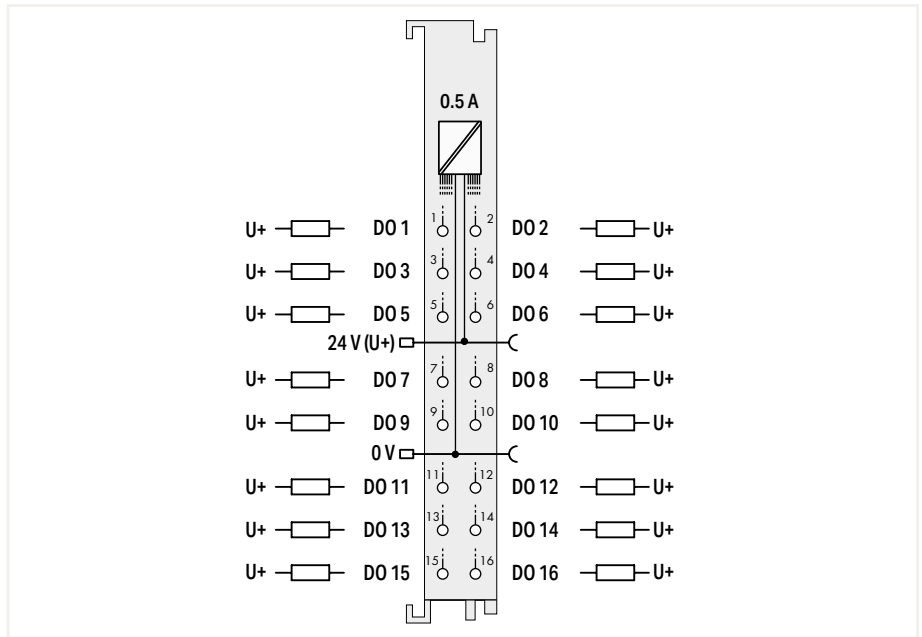 0.5 A
U+ DO 1 1 2 DO 2 U+
U+ DO 3 3 4 DO 4 U+
U+ DO 5 5 6 DO 6 U+
24 V (U+)
U+ DO 7 7 8 DO 8 U+
U+ DO 9 9 10 DO 10 U+
0 V
U+ DO 11 11 12 DO 12 U+
U+ DO 13 13 14 DO 14 U+
U+ DO 15 15 16 DO 16 U+